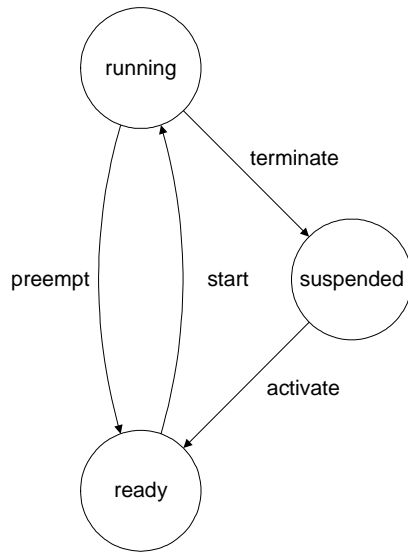 running
terminate
preempt
start
suspended
activate
ready